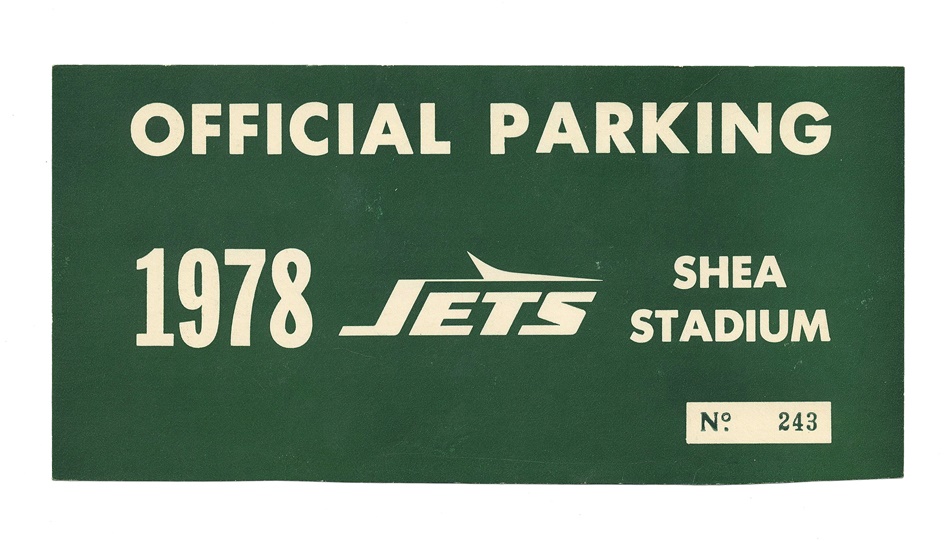 OFFICIAL PARKING
1978 JETS SHEA
STADIUM
Nº. 243